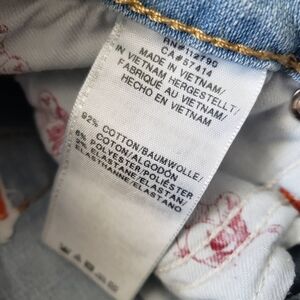 RN#112790
CA#57414
MADE IN VIETNAM/
IN VIETNAM HERGESTELLT/
FABRIQUÉ AU VIETNAM/
HECHO EN VIETNAM
92% COTTON/BAUMWOLLE/
COTON/ALGODÓN
6% POLYESTER/POLIÉSTER
2% ELASTANE/ELASTAN/
ELASTHANNE/ELASTANO